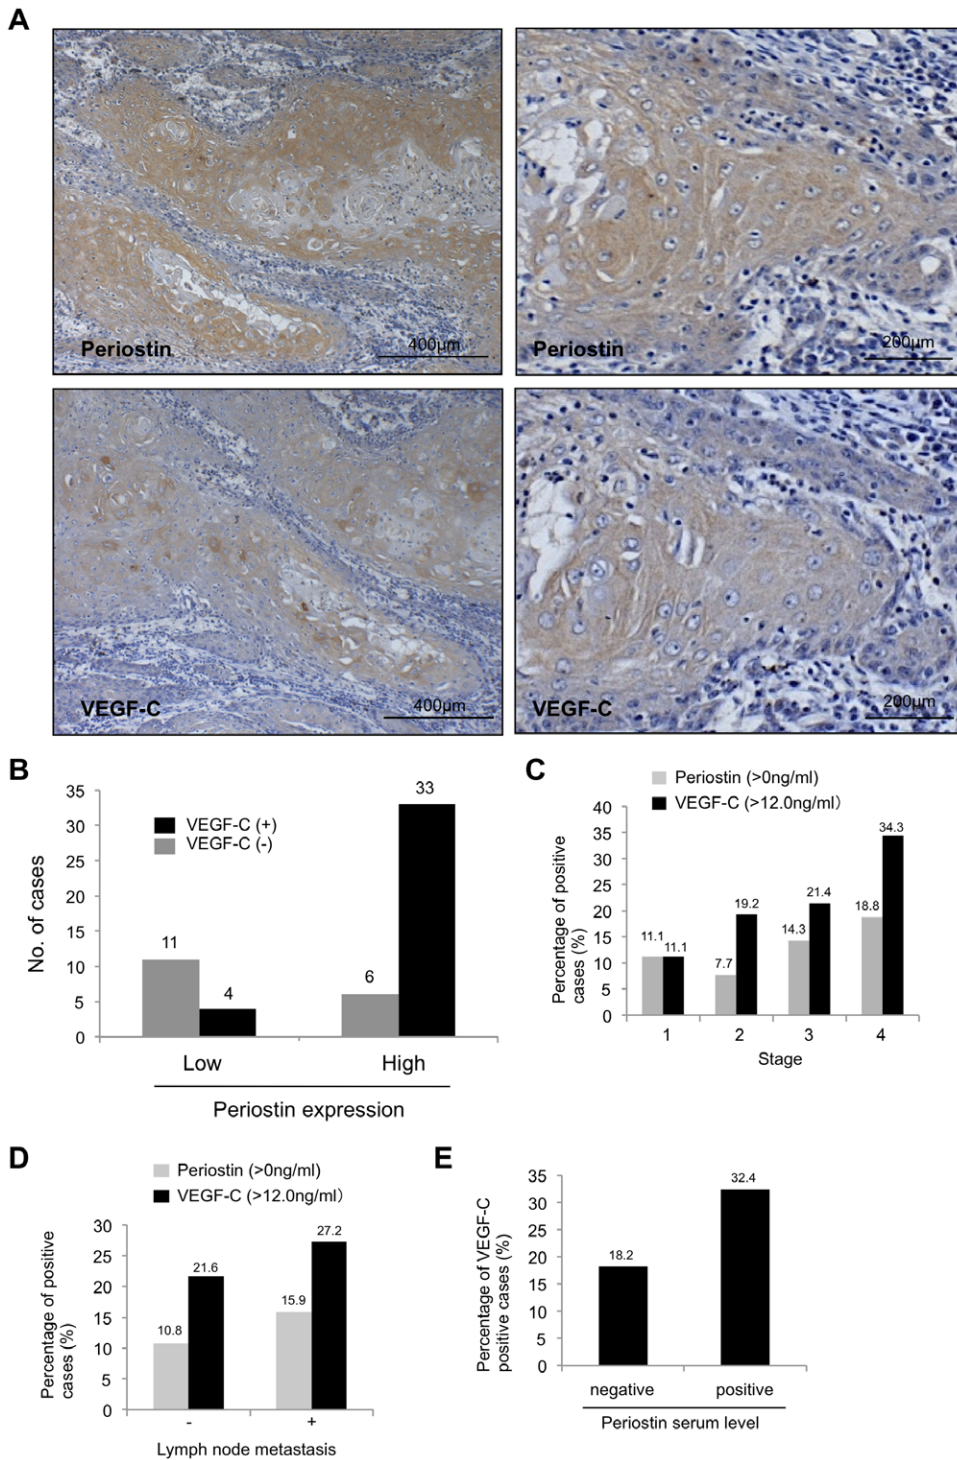 A
Periostin
400μm
Periostin
200μm
VEGF-C
400μm
VEGF-C
200μm
B
No. of cases
35
30
25
20
15
10
5
0
VEGF-C (+)
VEGF-C (-)
11
4
6
33
Low
High
Periostin expression
C
Periostin (>0ng/ml)
VEGF-C (>12.0ng/ml)
Percentage of positive
cases (%)
40
35
30
25
20
15
10
5
0
11.1
11.1
7.7
19.2
14.3
21.4
18.8
34.3
1
2
3
4
Stage
D
Periostin (>0ng/ml)
VEGF-C (>12.0ng/ml)
Percentage of positive
cases (%)
30
25
20
15
10
5
0
10.8
21.6
15.9
27.2
-
+
Lymph node metastasis
E
Percentage of VEGF-C
positive cases (%)
35
30
25
20
15
10
5
0
18.2
32.4
negative
positive
Periostin serum level